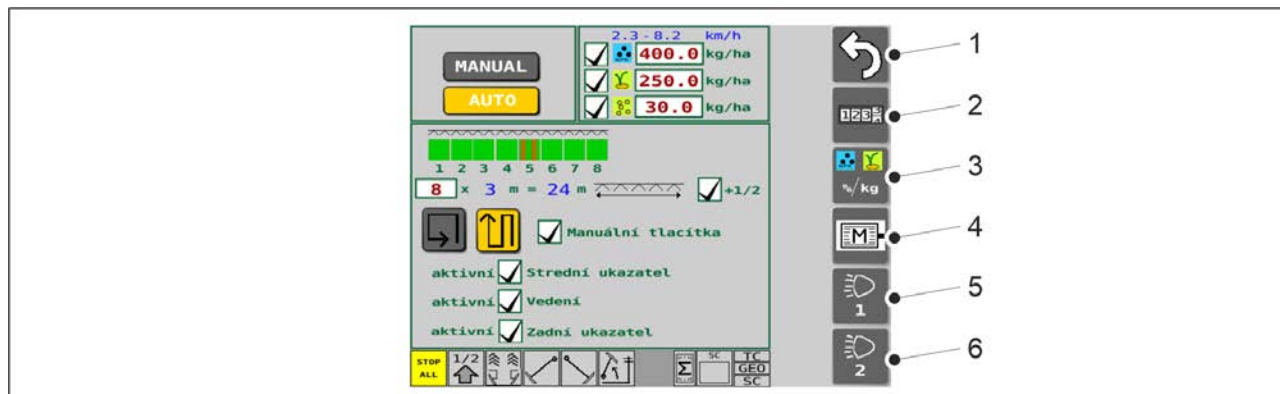 2.3 - 8.2 km/h
MANUAL
400.0 kg/ha
AUTO
250.0 kg/ha
30.0 kg/ha
1 2 3 4 5 6 7 8
8 x 3 m = 24 m +1/2
Manuální tlacítka
aktivní Strední ukazatel
aktivní Vedení
aktivní Zadní ukazatel
STOP ALL
1/2
Σ
SC
TC
GEO
SC
/kg
M
1
2
1
2
3
4
5
6